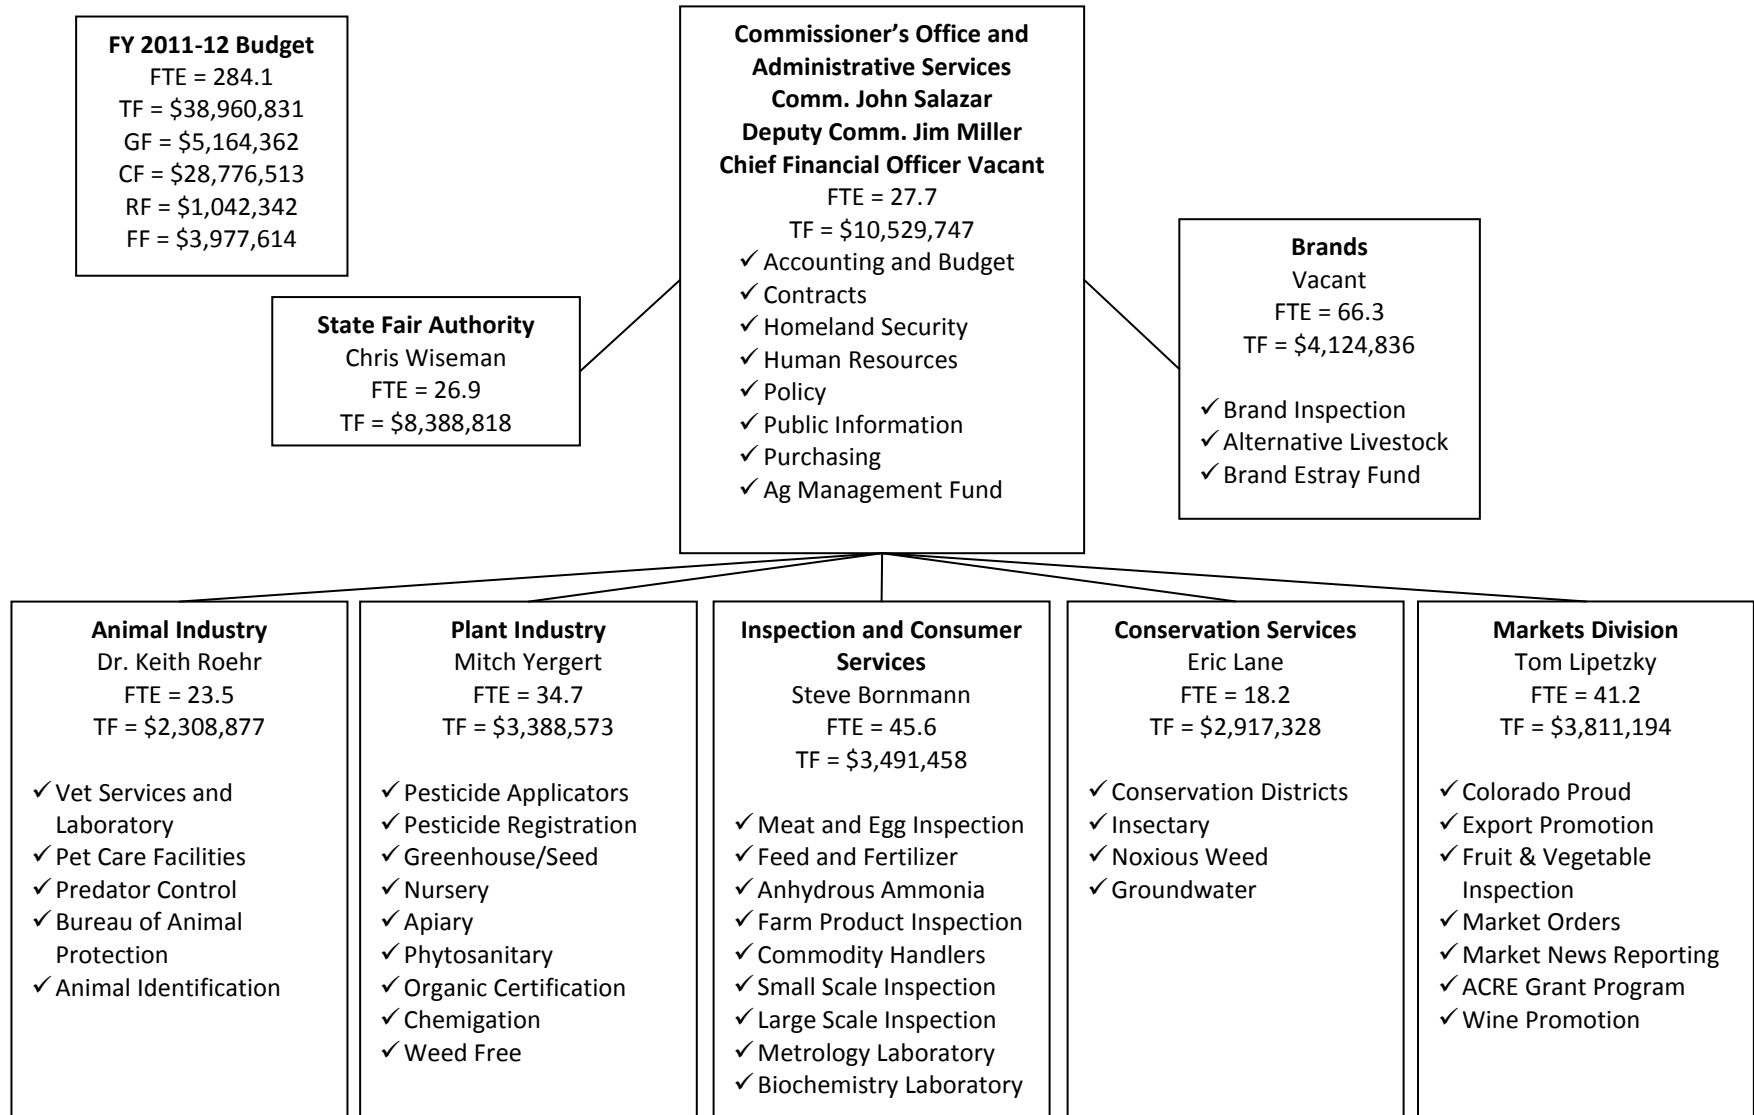 FY 2011-12 Budget
FTE = 284.1
TF = $38,960,831
GF = $5,164,362
CF = $28,776,513
RF = $1,042,342
FF = $3,977,614
Commissioner’s Office and
Administrative Services
Comm. John Salazar
Deputy Comm. Jim Miller
Chief Financial Officer Vacant
FTE = 27.7
TF = $10,529,747
✓ Accounting and Budget
✓ Contracts
✓ Homeland Security
✓ Human Resources
✓ Policy
✓ Public Information
✓ Purchasing
✓ Ag Management Fund
State Fair Authority
Chris Wiseman
FTE = 26.9
TF = $8,388,818
Brands
Vacant
FTE = 66.3
TF = $4,124,836
✓ Brand Inspection
✓ Alternative Livestock
✓ Brand Estray Fund
Animal Industry
Dr. Keith Roehr
FTE = 23.5
TF = $2,308,877
✓ Vet Services and
Laboratory
✓ Pet Care Facilities
✓ Predator Control
✓ Bureau of Animal
Protection
✓ Animal Identification
Plant Industry
Mitch Yergert
FTE = 34.7
TF = $3,388,573
✓ Pesticide Applicators
✓ Pesticide Registration
✓ Greenhouse/Seed
✓ Nursery
✓ Apiary
✓ Phytosanitary
✓ Organic Certification
✓ Chemigation
✓ Weed Free
Inspection and Consumer
Services
Steve Bornmann
FTE = 45.6
TF = $3,491,458
✓ Meat and Egg Inspection
✓ Feed and Fertilizer
✓ Anhydrous Ammonia
✓ Farm Product Inspection
✓ Commodity Handlers
✓ Small Scale Inspection
✓ Large Scale Inspection
✓ Metrology Laboratory
✓ Biochemistry Laboratory
Conservation Services
Eric Lane
FTE = 18.2
TF = $2,917,328
✓ Conservation Districts
✓ Insectary
✓ Noxious Weed
✓ Groundwater
Markets Division
Tom Lipetzky
FTE = 41.2
TF = $3,811,194
✓ Colorado Proud
✓ Export Promotion
✓ Fruit & Vegetable
Inspection
✓ Market Orders
✓ Market News Reporting
✓ ACRE Grant Program
✓ Wine Promotion